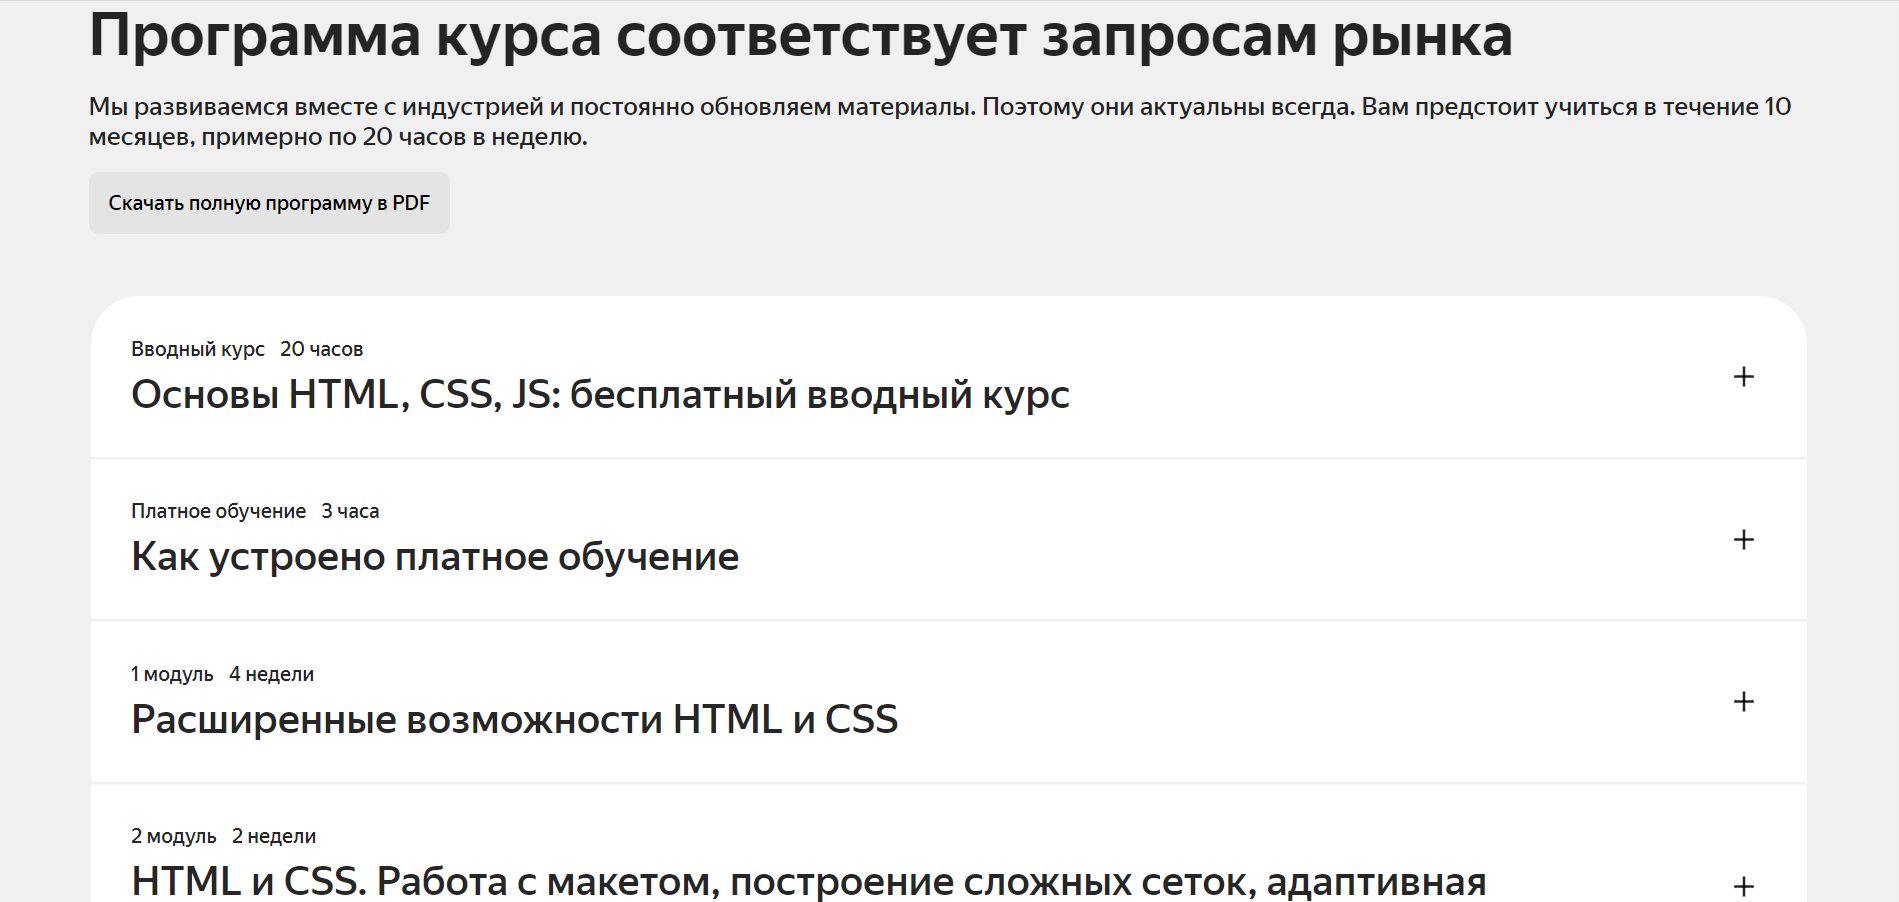 Программа курса соответствует запросам рынка
Мы развиваемся вместе с индустрией и постоянно обновляем материалы. Поэтому они актуальны всегда. Вам предстоит учиться в течение 10
месяцев, примерно по 20 часов в неделю.
Скачать полную программу в PDF
Вводный курс 20 часов
Основы HTML, CSS, JS: бесплатный вводный курс
Платное обучение 3 часа
Как устроено платное обучение
1 модуль 4 недели
Расширенные возможности HTML и CSS
2 модуль 2 недели
HTML и CSS. Работа с макетом, построение сложных сеток, адаптивная